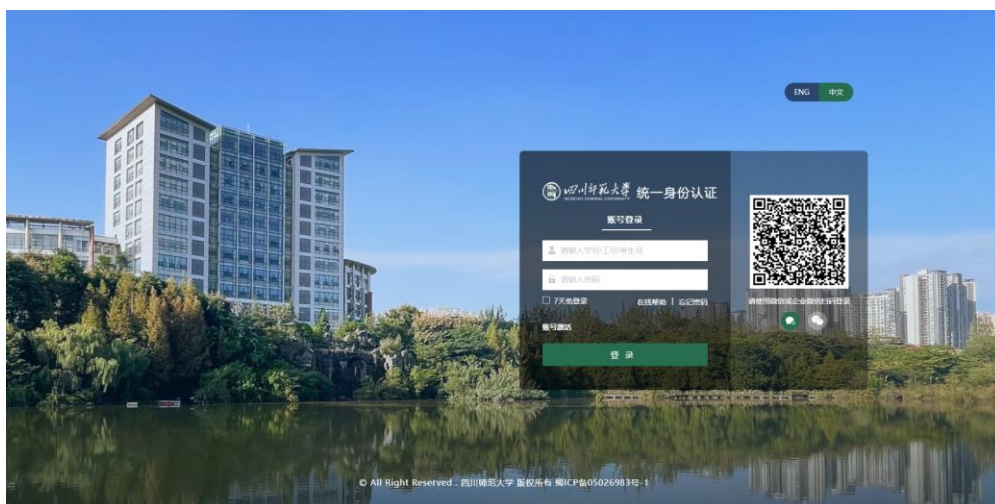 ENG 中文
四川师范大学 统一身份认证
SICHUAN NORMAL UNIVERSITY
账号登录
请输入学号/工号/考生号
请输入密码
7天免登录 在线帮助 | 忘记密码
请使用微信或企业微信扫码登录
账号激活
登 录
© All Right Reserved . 四川师范大学 版权所有 蜀ICP备05026983号-1